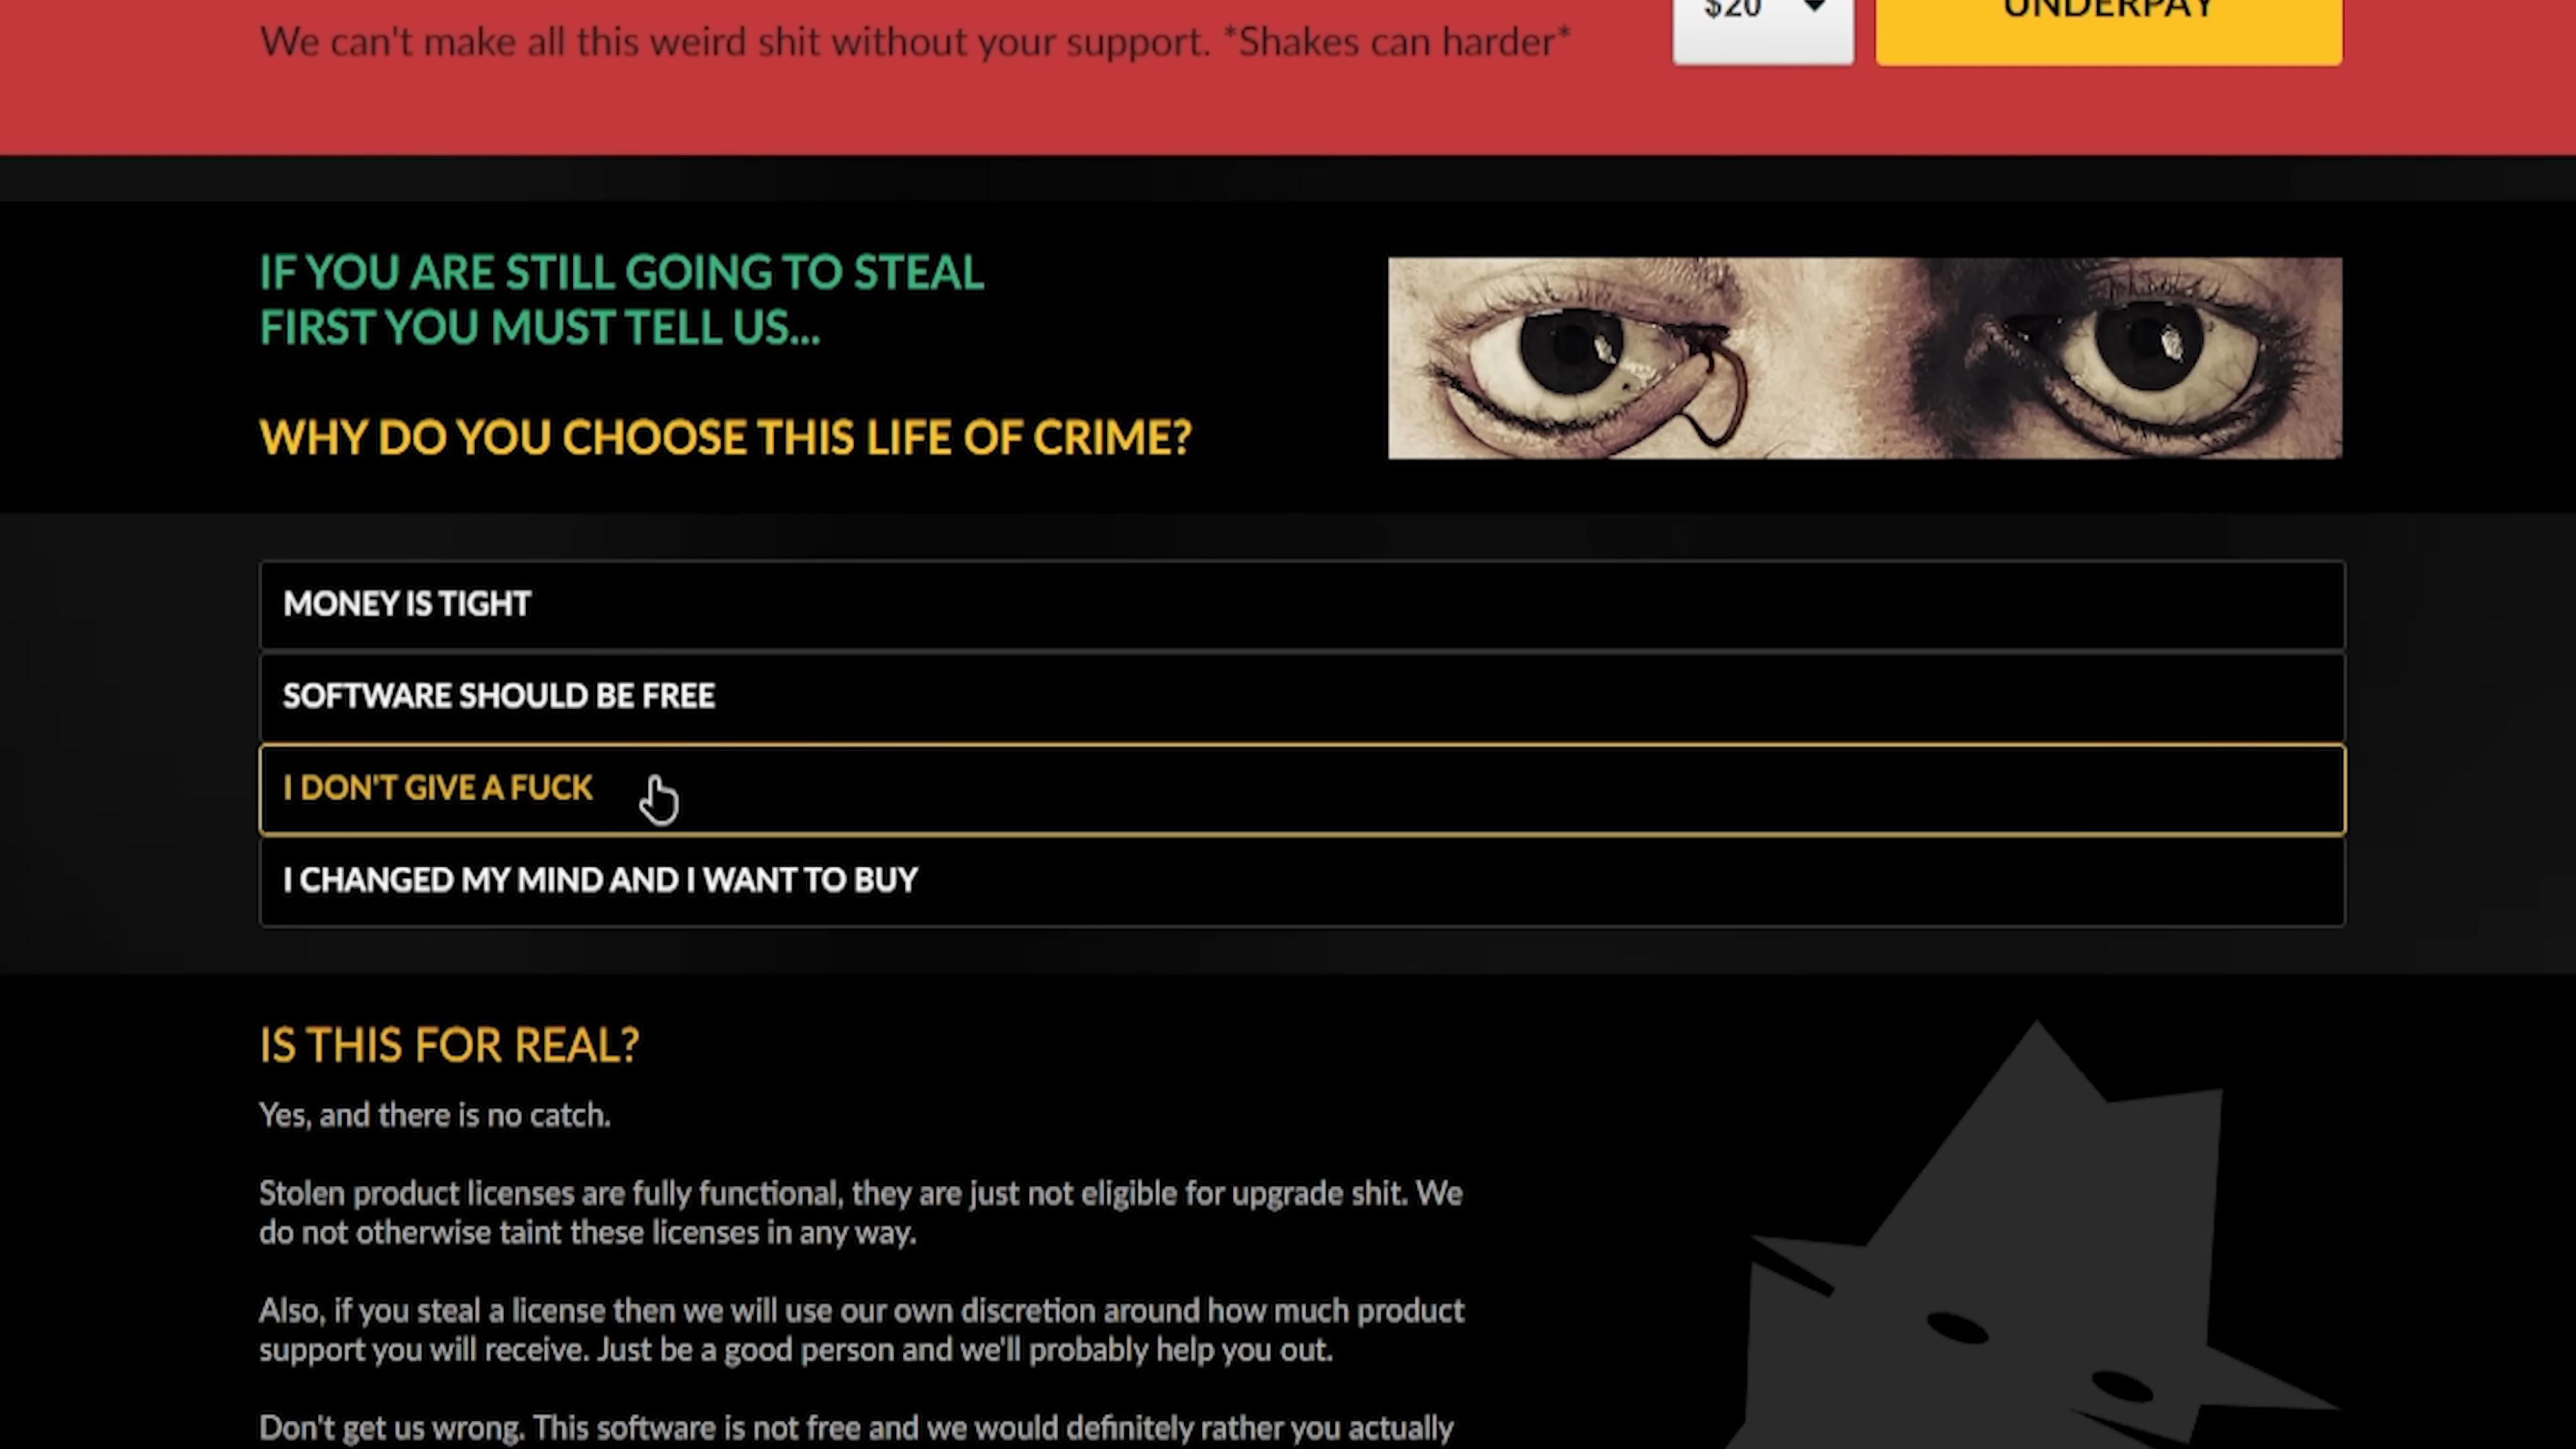 $20
UNDERPAY
We can't make all this weird shit without your support. *Shakes can harder*
IF YOU ARE STILL GOING TO STEAL
FIRST YOU MUST TELL US...
WHY DO YOU CHOOSE THIS LIFE OF CRIME?
MONEY IS TIGHT
SOFTWARE SHOULD BE FREE
I DON'T GIVE A FUCK
I CHANGED MY MIND AND I WANT TO BUY
IS THIS FOR REAL?
Yes, and there is no catch.
Stolen product licenses are fully functional, they are just not eligible for upgrade shit. We
do not otherwise taint these licenses in any way.
Also, if you steal a license then we will use our own discretion around how much product
support you will receive. Just be a good person and we'll probably help you out.
Don't get us wrong. This software is not free and we would definitely rather you actually